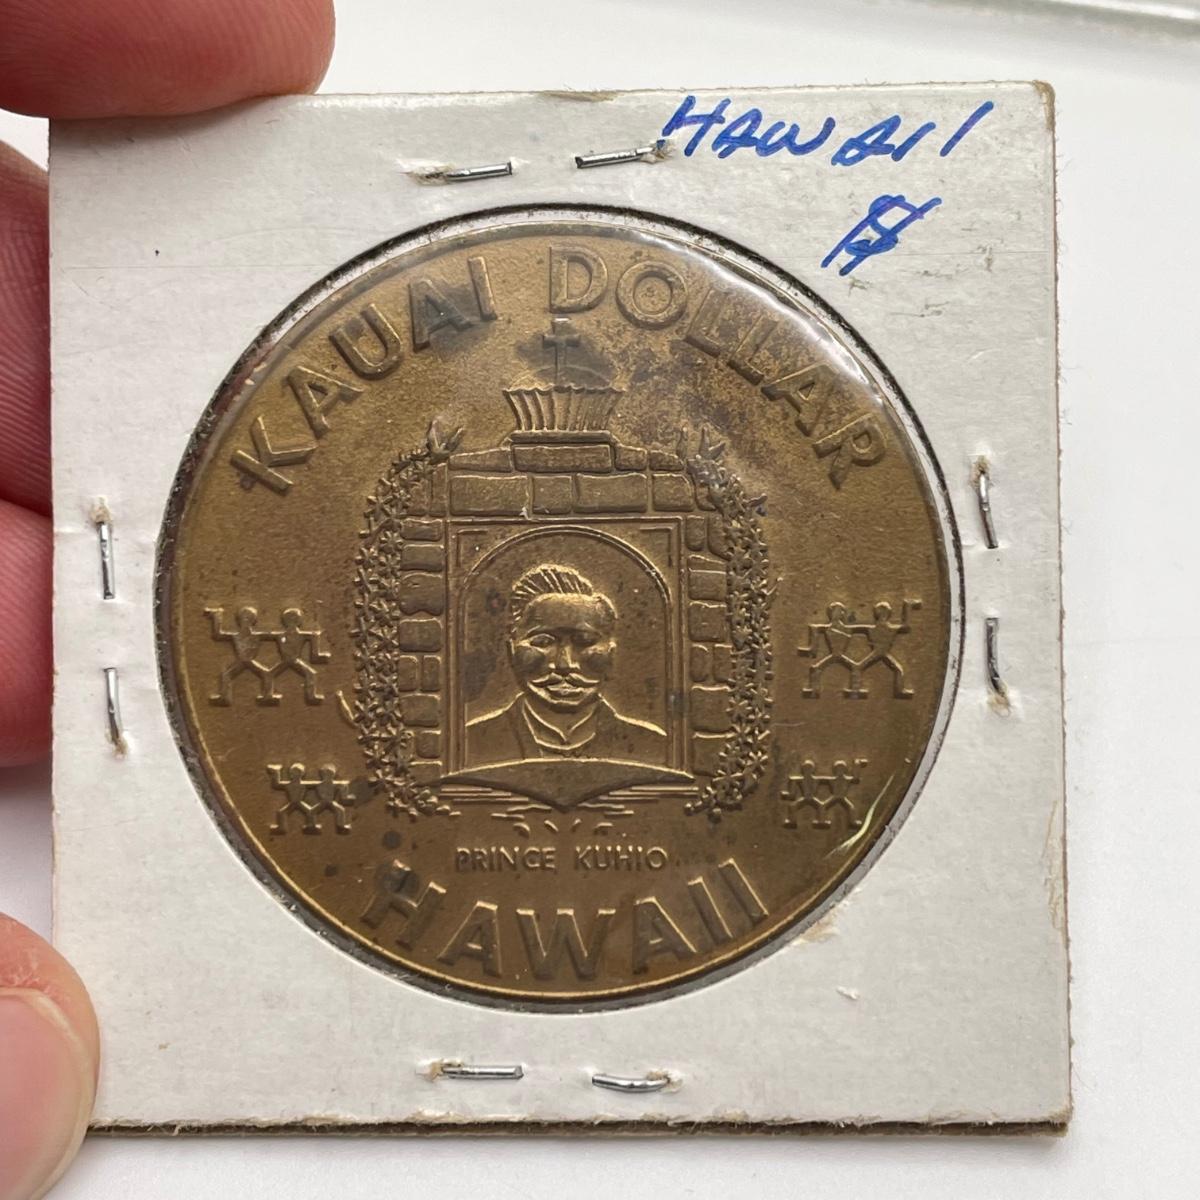 HAWAII
$
KAUAI DOLLAR
PRINCE KUHIO
HAWAII